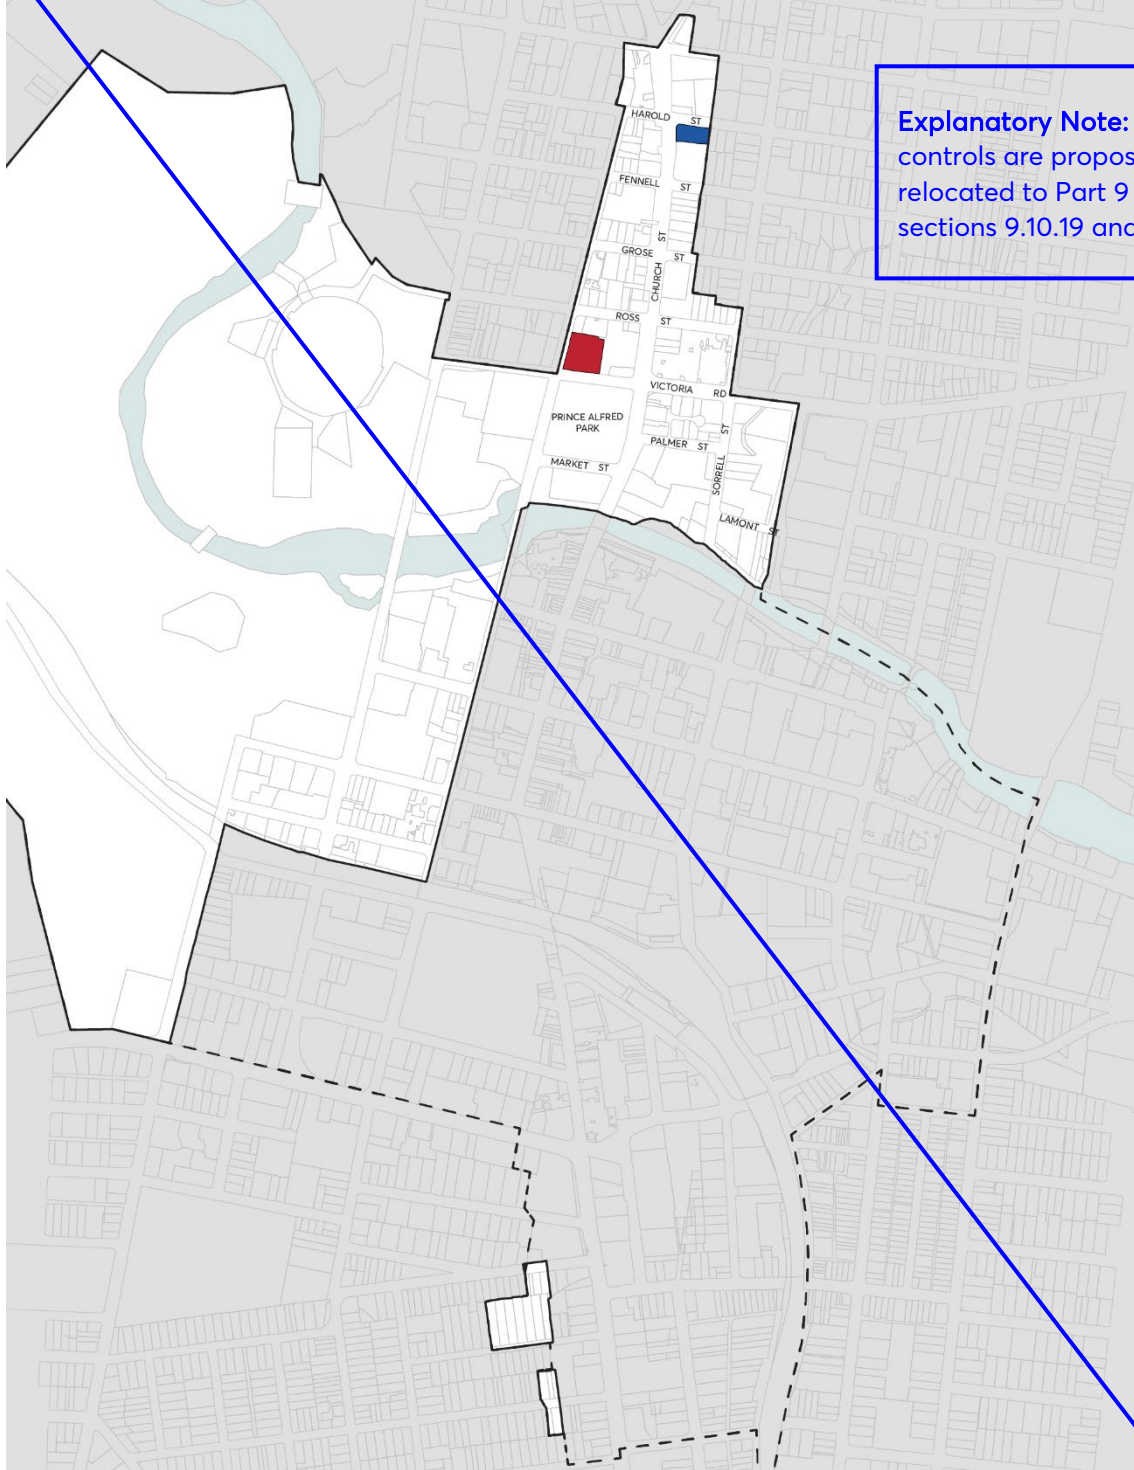 HAROLD ST
Explanatory Note:
controls are propos
relocated to Part 9
sections 9.10.19 and
FENNELL ST
GROSE ST
CHURCH ST
ROSS ST
VICTORIA RD
PRINCE ALFRED
PARK
PALMER ST
SORRELL ST
MARKET ST
LAMONT ST